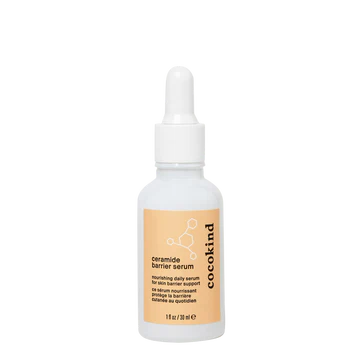 ceramide
barrier serum
nourishing daily serum
for skin barrier support
ce sérum nourrissant
protège la barrière
cutanée au quotidien
1 fl oz / 30 ml ℮
cocokind